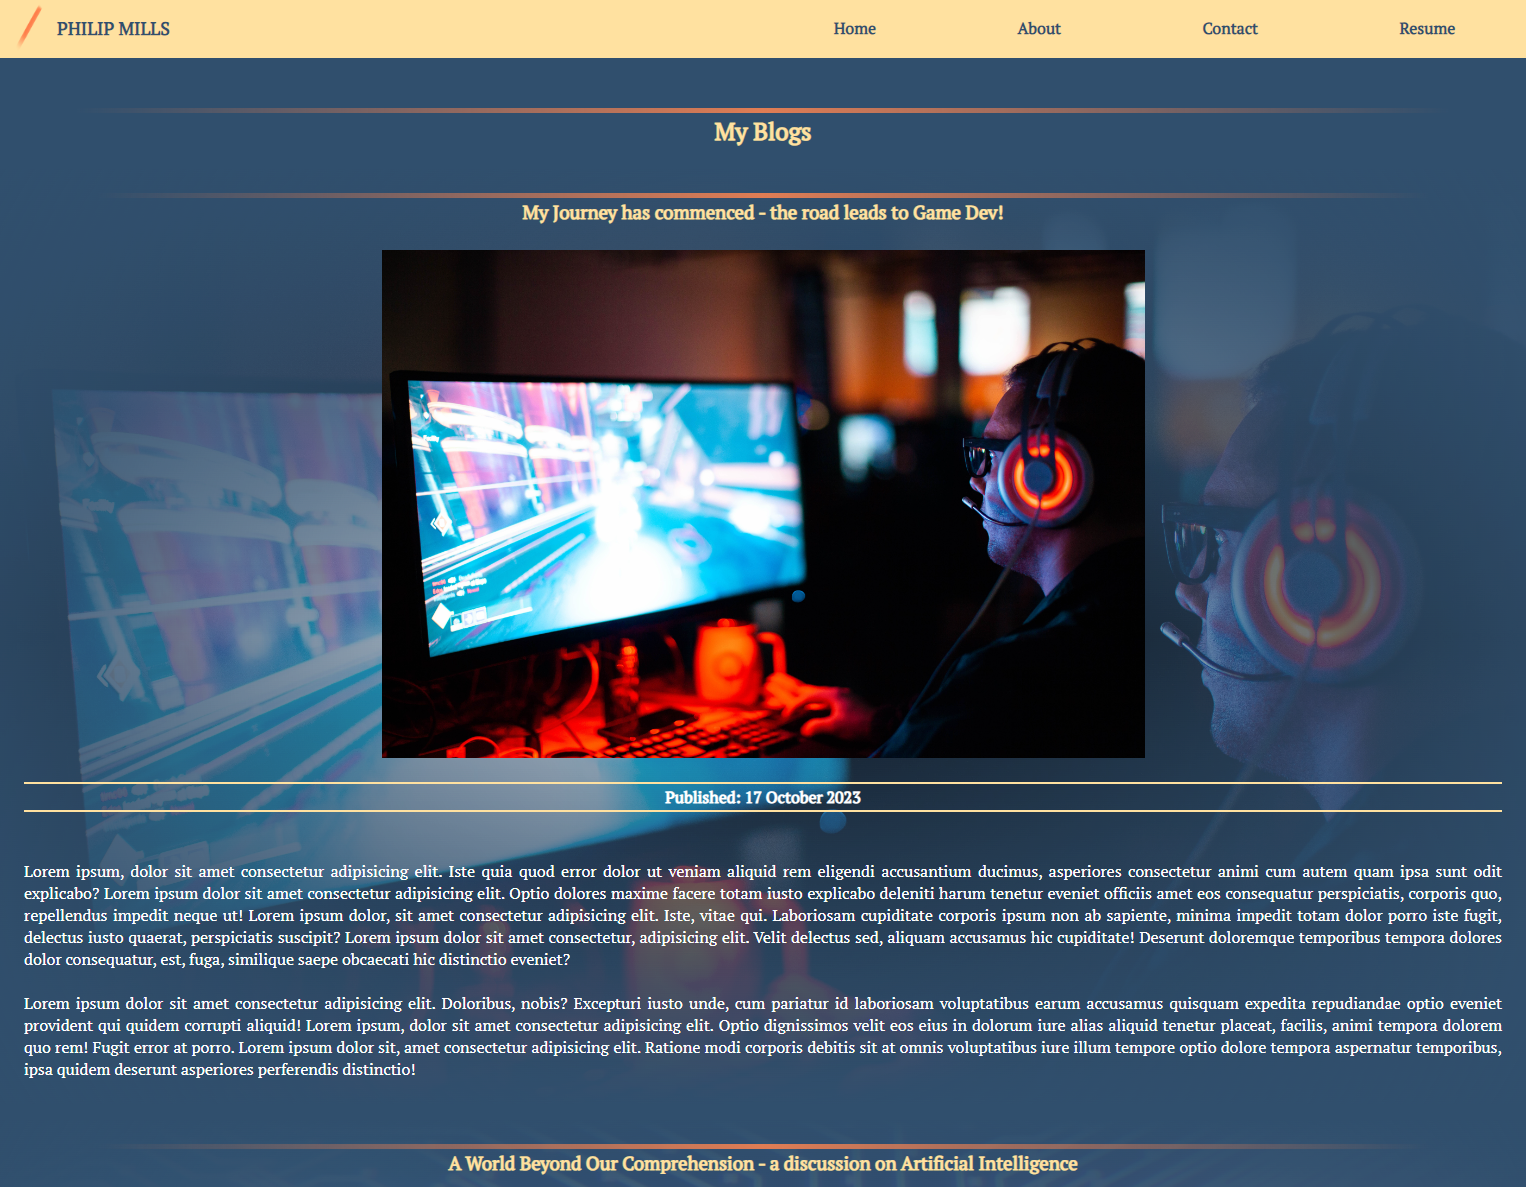 PHILIP MILLS
Home
About
Contact
Resume
My Blogs
My Journey has commenced - the road leads to Game Dev!
Published: 17 October 2023
Lorem ipsum, dolor sit amet consectetur adipisicing elit. Iste quia quod error dolor ut veniam aliquid rem eligendi accusantium ducimus, asperiores consectetur animi cum autem quam ipsa sunt odit
explicabo? Lorem ipsum dolor sit amet consectetur adipisicing elit. Optio dolores maxime facere totam iusto explicabo deleniti harum tenetur eveniet officiis amet eos consequatur perspiciatis, corporis quo,
repellendus impedit neque ut! Lorem ipsum dolor, sit amet consectetur adipisicing elit. Iste, vitae qui. Laboriosam cupiditate corporis ipsum non ab sapiente, minima impedit totam dolor porro iste fugit,
delectus iusto quaerat, perspiciatis suscipit? Lorem ipsum dolor sit amet consectetur, adipisicing elit. Velit delectus sed, aliquam accusamus hic cupiditate! Deserunt doloremque temporibus tempora dolores
dolor consequatur, est, fuga, similique saepe obcaecati hic distinctio eveniet?
Lorem ipsum dolor sit amet consectetur adipisicing elit. Doloribus, nobis? Excepturi iusto unde, cum pariatur id laboriosam voluptatibus earum accusamus quisquam expedita repudiandae optio eveniet
provident qui quidem corrupti aliquid! Lorem ipsum, dolor sit amet consectetur adipisicing elit. Optio dignissimos velit eos eius in dolorum iure alias aliquid tenetur placeat, facilis, animi tempora dolorem
quo rem! Fugit error at porro. Lorem ipsum dolor sit, amet consectetur adipisicing elit. Ratione modi corporis debitis sit at omnis voluptatibus iure illum tempore optio dolore tempora aspernatur temporibus,
ipsa quidem deserunt asperiores perferendis distinctio!
A World Beyond Our Comprehension - a discussion on Artificial Intelligence